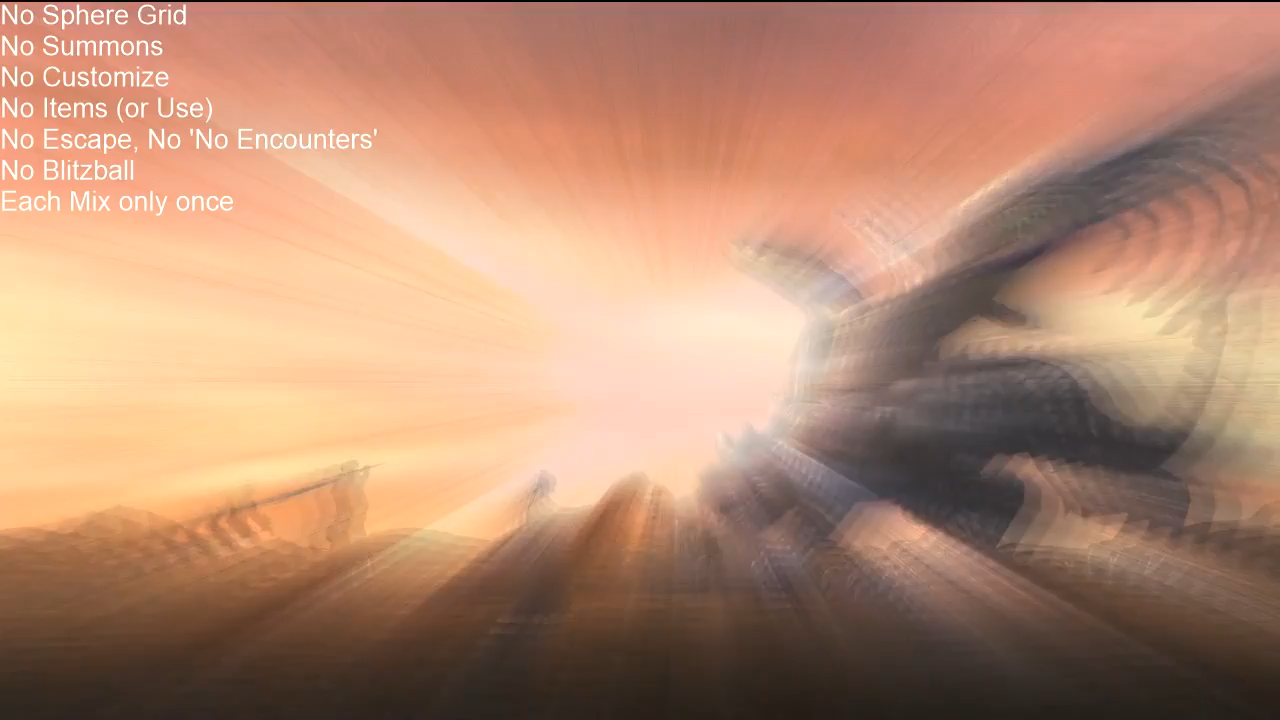 No Sphere Grid
No Summons
No Customize
No Items (or Use)
No Escape, No 'No Encounters'
No Blitzball
Each Mix only once